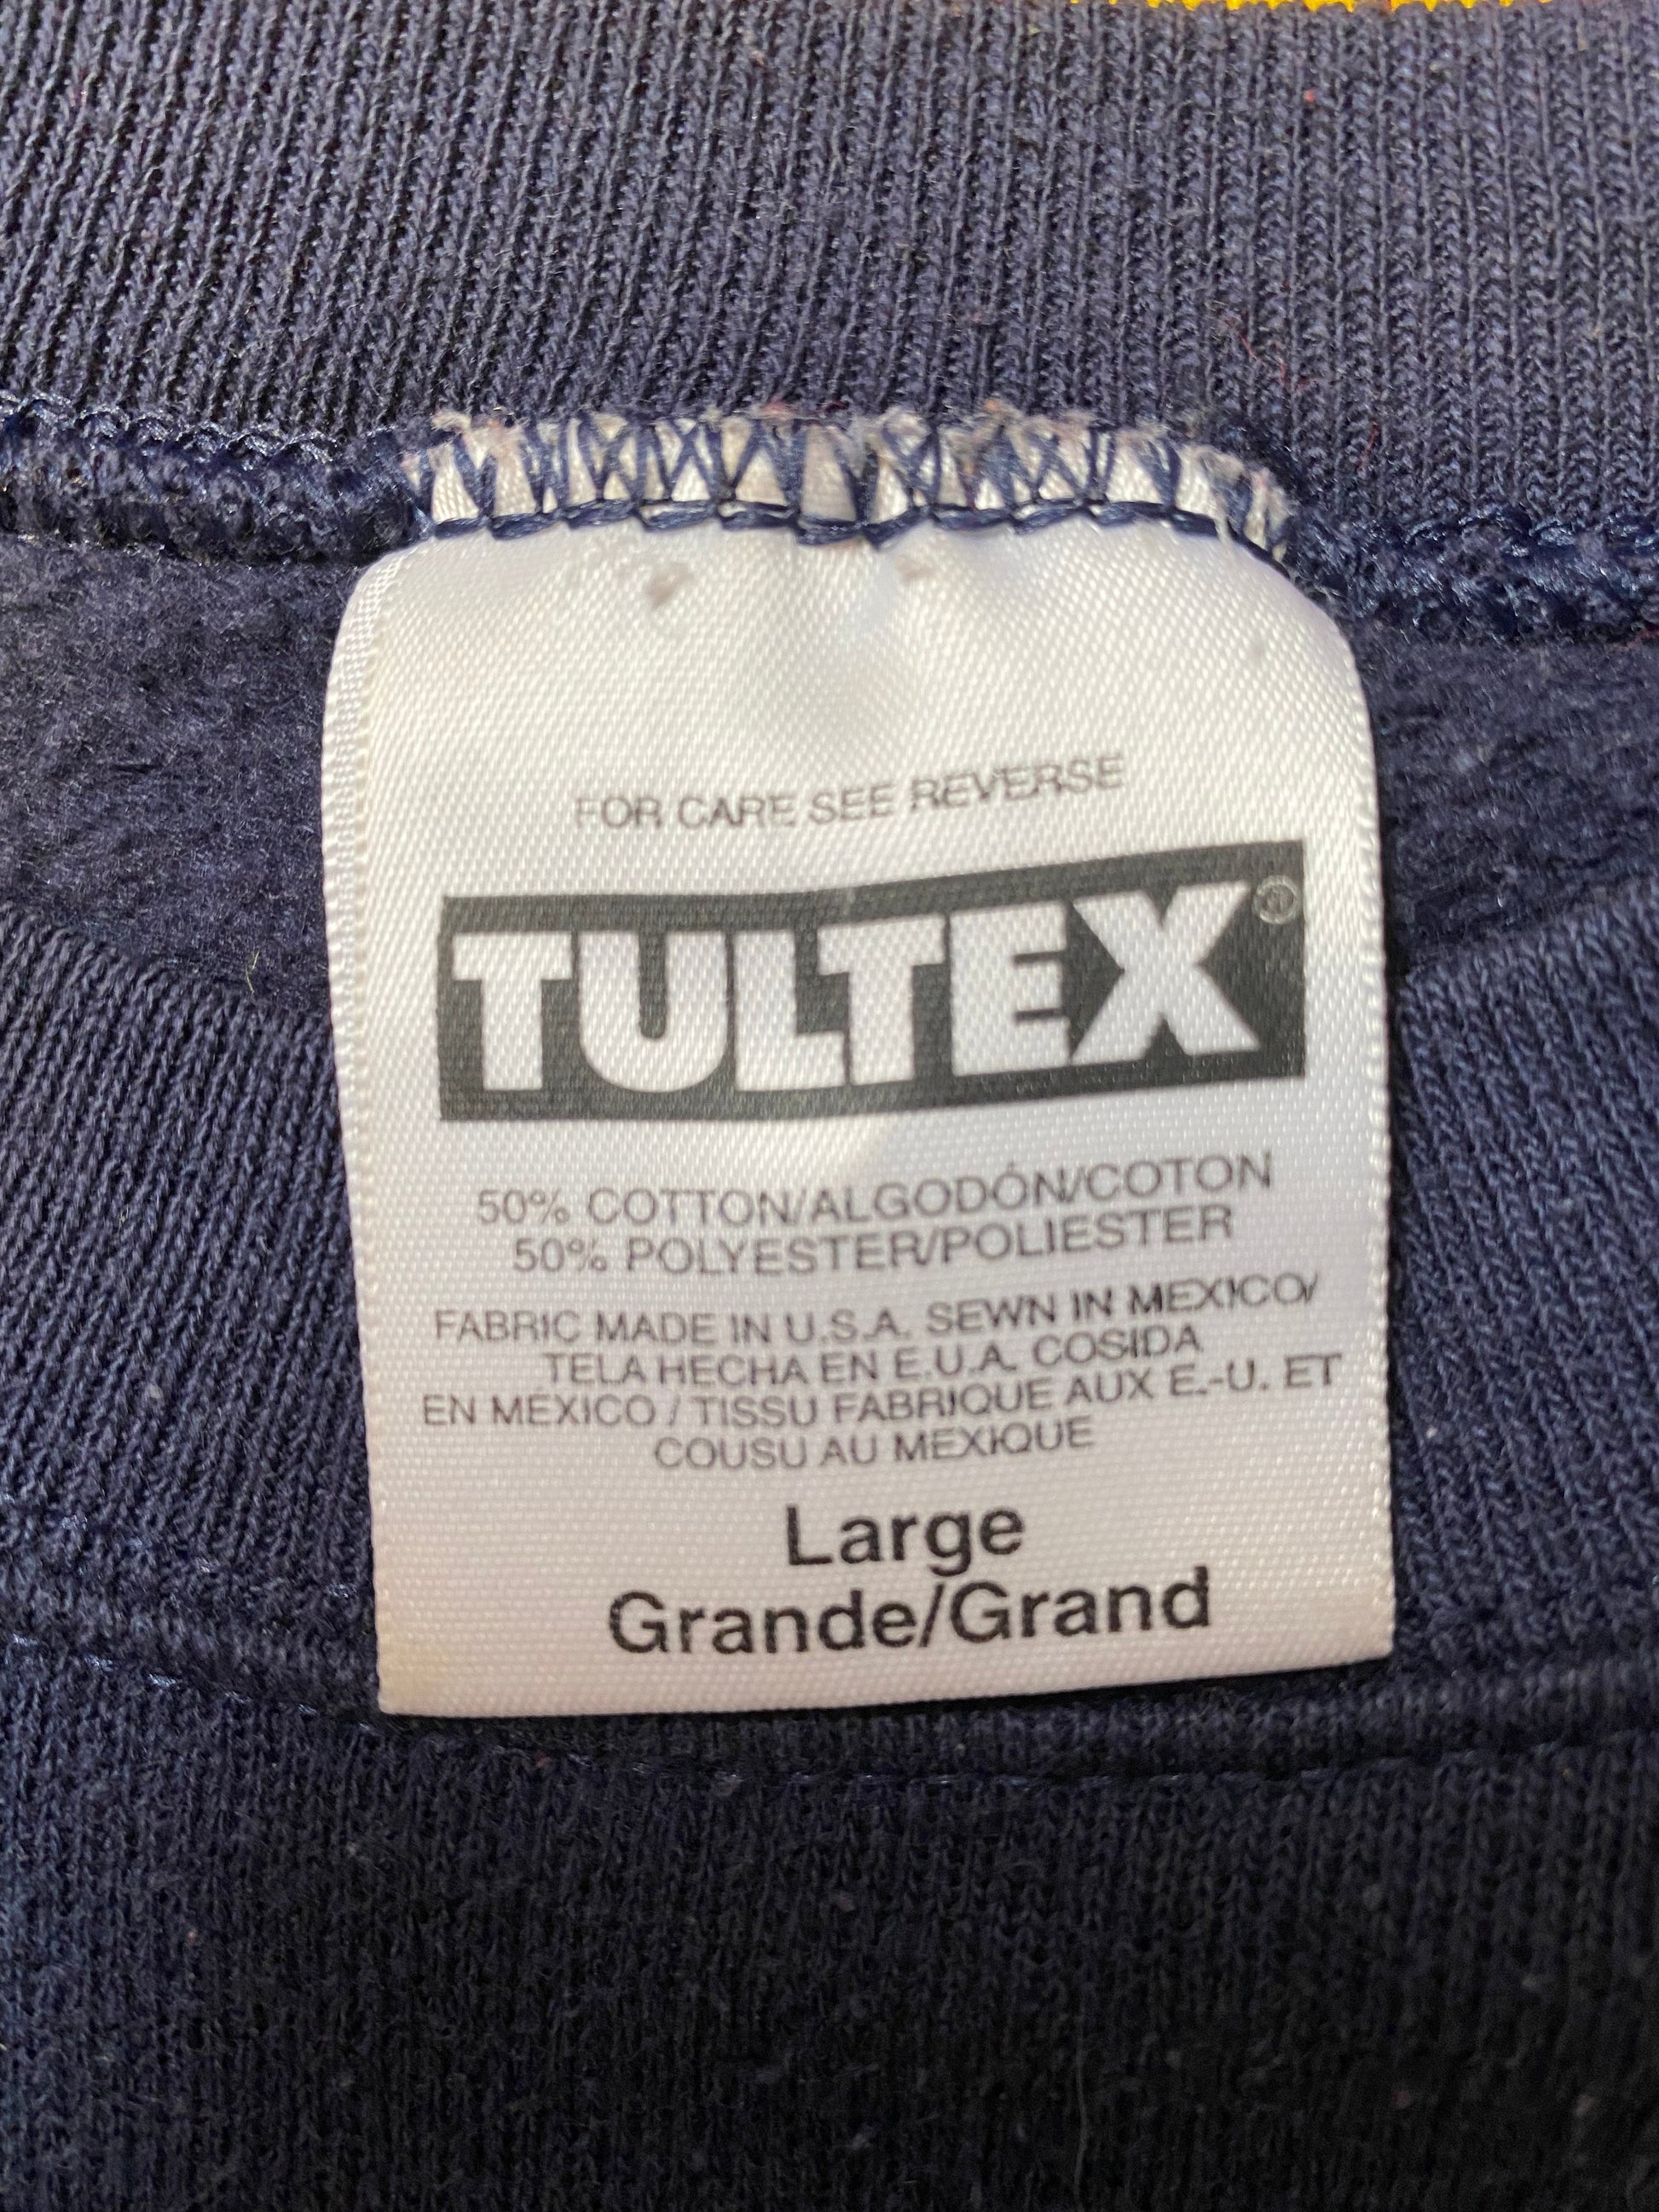 FOR CARE SEE REVERSE
TULTEX®
50% COTTON/ALGODÓN/COTON
50% POLYESTER/POLIESTER
FABRIC MADE IN U.S.A. SEWN IN MEXICO/
TELA HECHA EN E.U.A. COSIDA
EN MÉXICO / TISSU FABRIQUE AUX E.-U. ET
COUSU AU MEXIQUE
Large
Grande/Grand